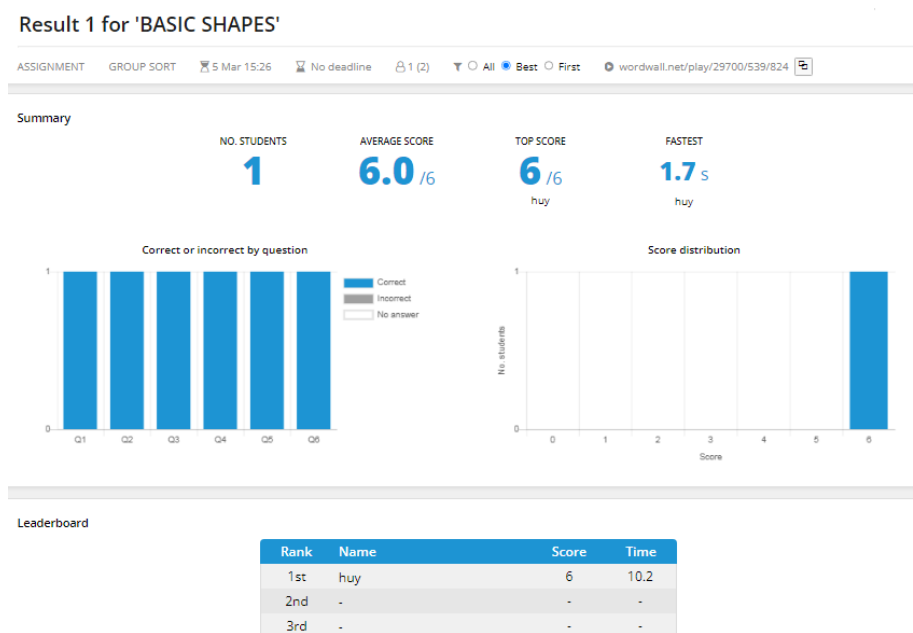 Result 1 for 'BASIC SHAPES'
ASSIGNMENT GROUP SORT 5 Mar 15:26 No deadline 1 (2) All Best First wordwall.net/play/29700/539/824
Summary
NO. STUDENTS AVERAGE SCORE TOP SCORE FASTEST
1 6.0 /6 6 /6 1.7 s
huy huy
Correct or incorrect by question
1
0
Q1 Q2 Q3 Q4 Q5 Q6
Correct
Incorrect
No answer
Score distribution
1
No. students
0
0 1 2 3 4 5 6
Score
Leaderboard
Rank Name Score Time
1st huy 6 10.2
2nd - - -
3rd - - -